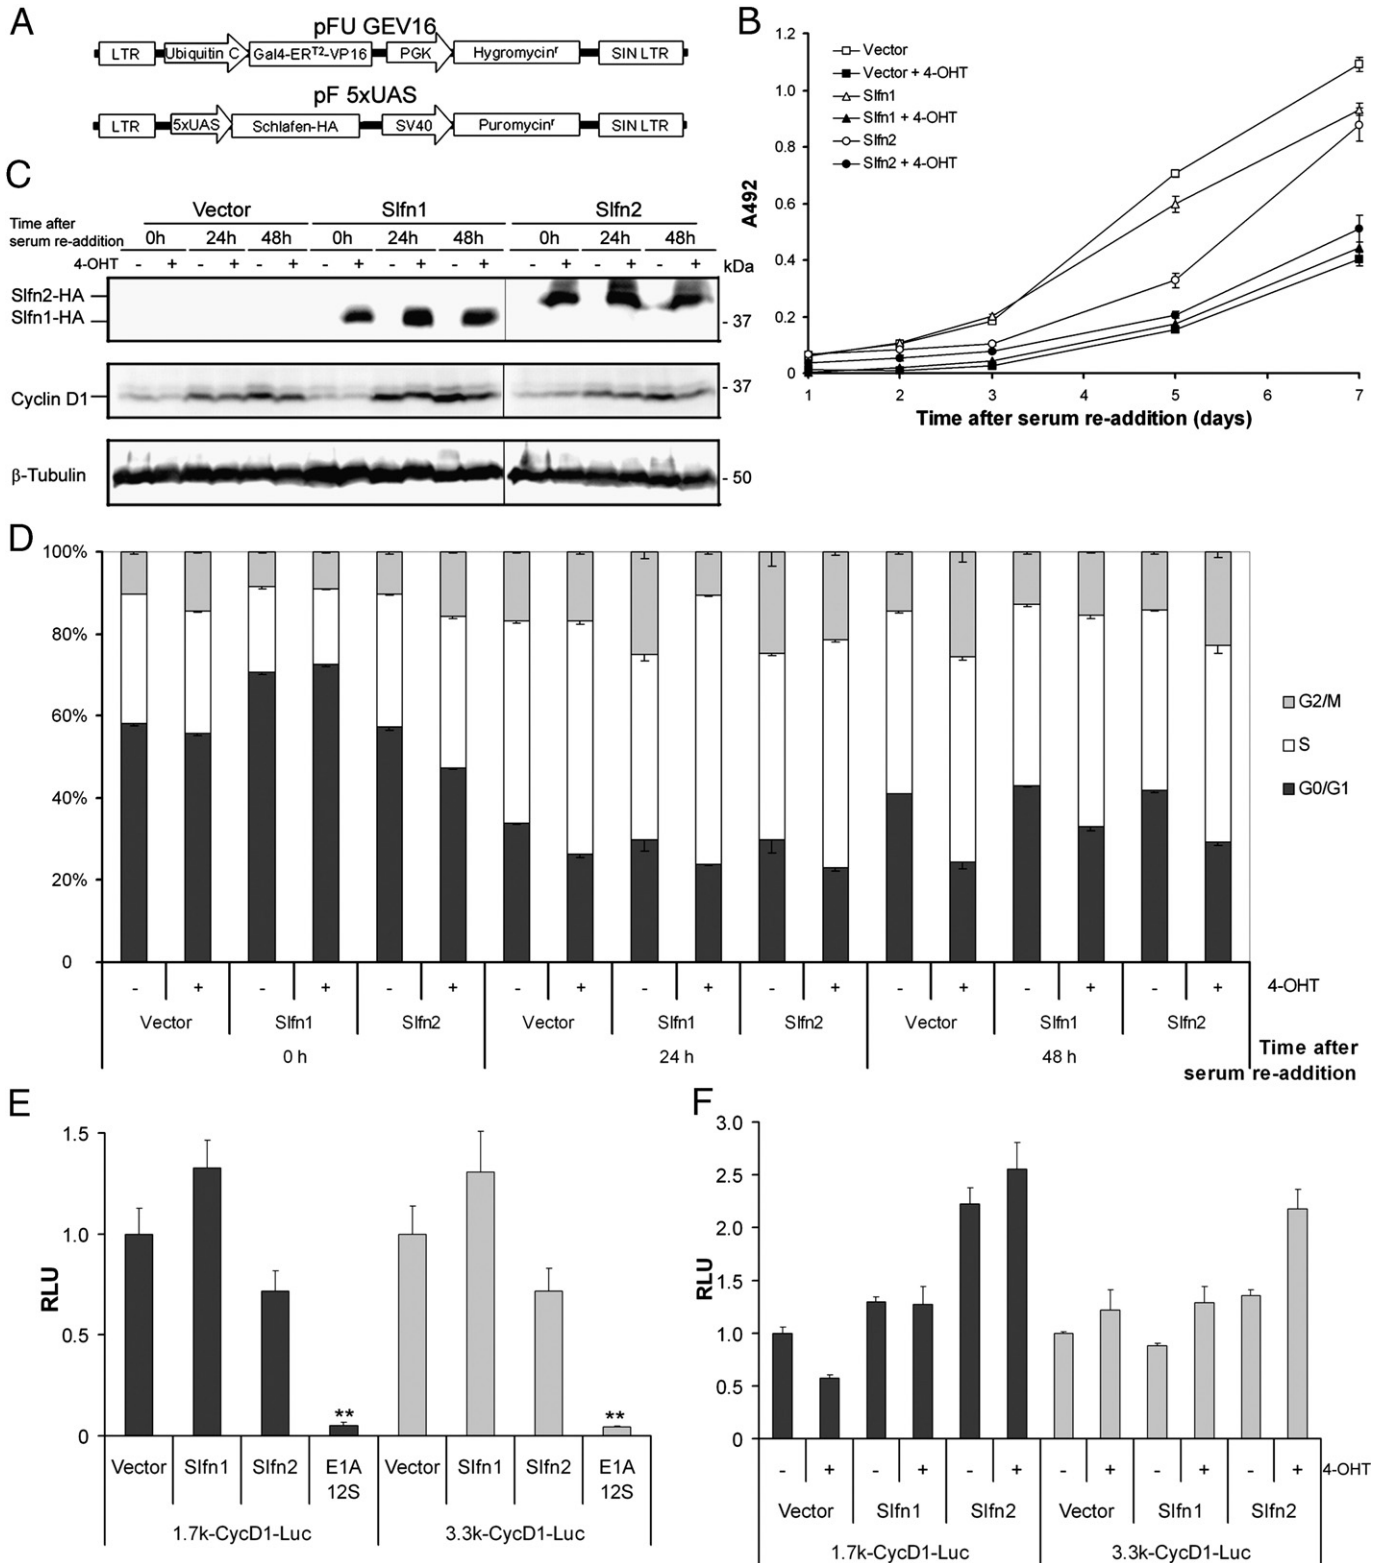 A
pFU GEV16
LTR Ubiquitin C Gal4-ERT2-VP16 PGK Hygromycinr SIN LTR
pF 5xUAS
LTR 5xUAS Schlafen-HA SV40 Puromycinr SIN LTR
B
1.2
1.0
0.8
0.6
0.4
0.2
0
A492
Vector
Vector + 4-OHT
Slfn1
Slfn1 + 4-OHT
Slfn2
Slfn2 + 4-OHT
1 2 3 4 5 6 7
Time after serum re-addition (days)
C
Vector Slfn1 Slfn2
Time after
serum re-addition
0h 24h 48h 0h 24h 48h 0h 24h 48h
4-OHT - + - + - + - + - + - + - + - + - + kDa
Slfn2-HA
Slfn1-HA
- 37
Cyclin D1
- 37
β-Tubulin
- 50
D
100%
80%
60%
40%
20%
0
G2/M
S
G0/G1
- + - + - + - + - + - + - + - + - + 4-OHT
Vector Slfn1 Slfn2 Vector Slfn1 Slfn2 Vector Slfn1 Slfn2
0 h 24 h 48 h
Time after
serum re-addition
E
1.5
1.0
0.5
0
RLU
** **
Vector Slfn1 Slfn2 E1A Vector Slfn1 Slfn2 E1A
12S 12S
1.7k-CycD1-Luc 3.3k-CycD1-Luc
F
3.0
2.5
2.0
1.5
1.0
0.5
0
RLU
- + - + - + - + - + - + 4-OHT
Vector Slfn1 Slfn2 Vector Slfn1 Slfn2
1.7k-CycD1-Luc 3.3k-CycD1-Luc